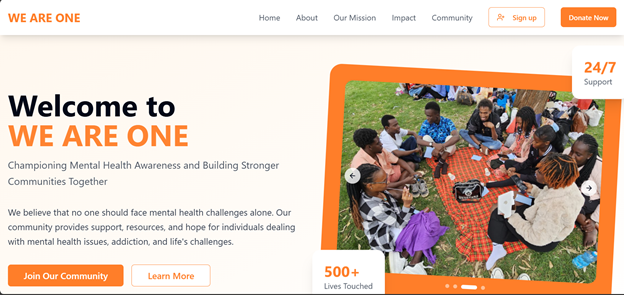 WE ARE ONE
Home
About
Our Mission
Impact
Community
Sign up
Donate Now
24/7
Support
Welcome to
WE ARE ONE
Championing Mental Health Awareness and Building Stronger
Communities Together
We believe that no one should face mental health challenges alone. Our
community provides support, resources, and hope for individuals dealing
with mental health issues, addiction, and life's challenges.
Join Our Community
Learn More
500+
Lives Touched